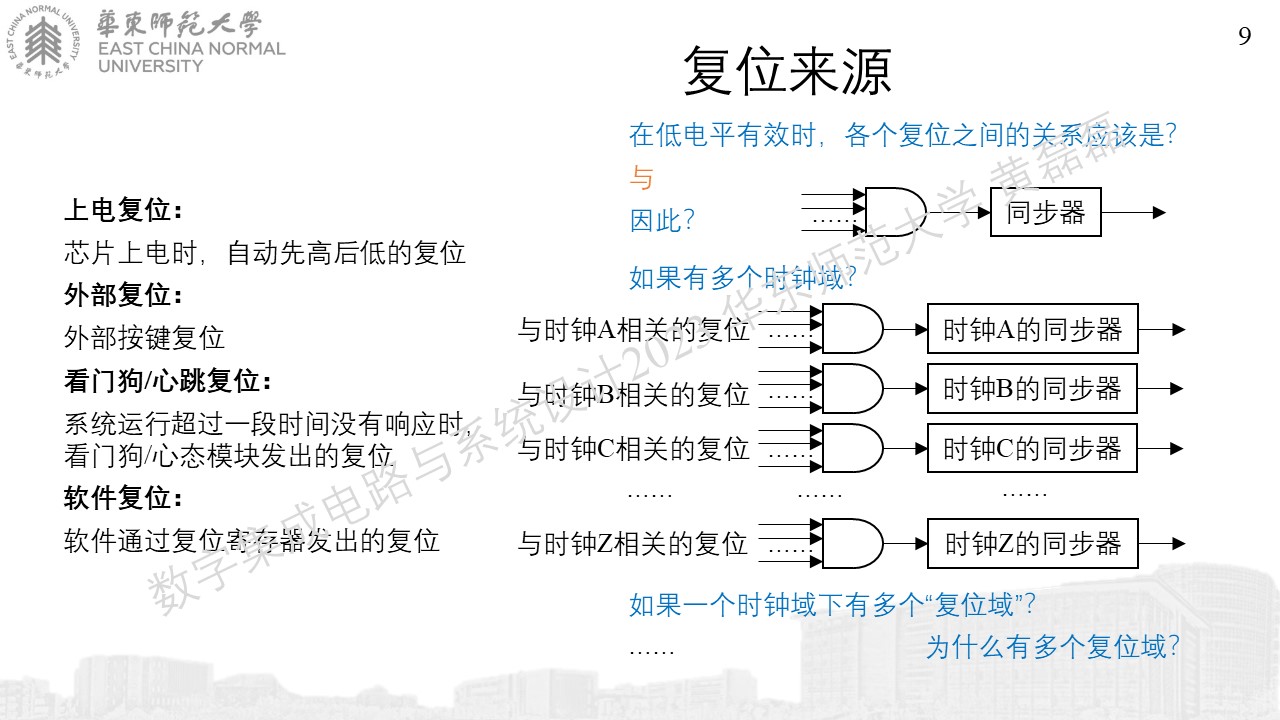 EAST CHINA NORMAL UNIVERSITY
華東師范大學
華東師范大學
EAST CHINA NORMAL
UNIVERSITY
9
复位来源
上电复位：
芯片上电时，自动先高后低的复位
外部复位：
外部按键复位
看门狗/心跳复位：
系统运行超过一段时间没有响应时，
看门狗/心态模块发出的复位
软件复位：
软件通过复位寄存器发出的复位
在低电平有效时，各个复位之间的关系应该是？
与
因此？
……
同步器
如果有多个时钟域？
与时钟A相关的复位 …… 时钟A的同步器
与时钟B相关的复位 …… 时钟B的同步器
与时钟C相关的复位 …… 时钟C的同步器
…… …… ……
与时钟Z相关的复位 …… 时钟Z的同步器
如果一个时钟域下有多个“复位域”？
为什么有多个复位域？
……
数字集成电路与系统设计2023 华东师范大学 黄磊磊